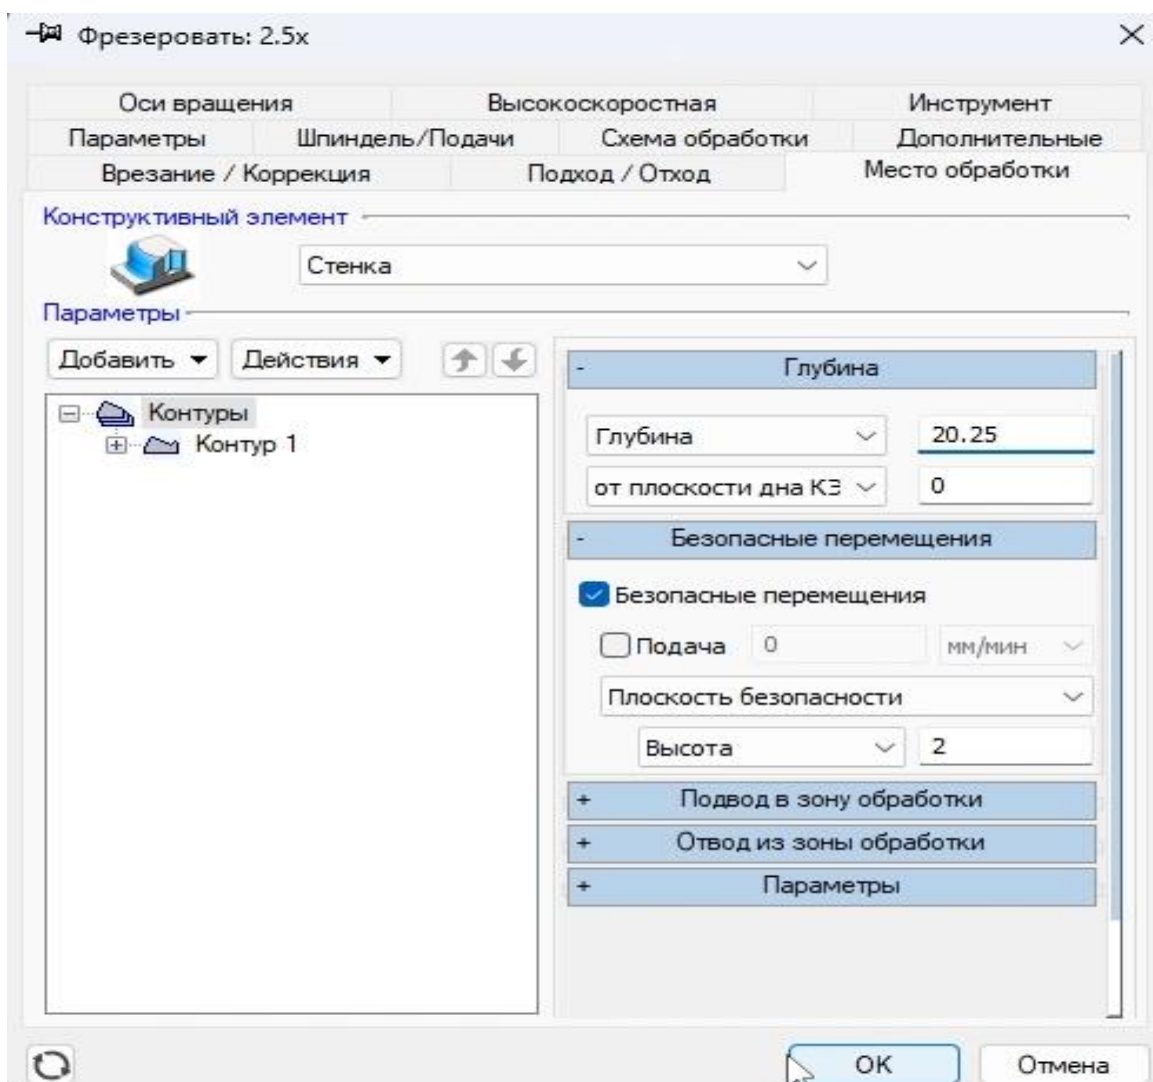 Фрезеровать: 2.5x
Оси вращения Высокоскоростная Инструмент
Параметры Шпиндель/Подачи Схема обработки Дополнительные
Врезание / Коррекция Подход / Отход Место обработки
Конструктивный элемент
Стенка
Параметры
Добавить Действия
Контуры
Контур 1
- Глубина
Глубина 20.25
от плоскости дна КЭ 0
- Безопасные перемещения
Безопасные перемещения
Подача 0 мм/мин
Плоскость безопасности
Высота 2
+ Подвод в зону обработки
+ Отвод из зоны обработки
+ Параметры
OK Отмена